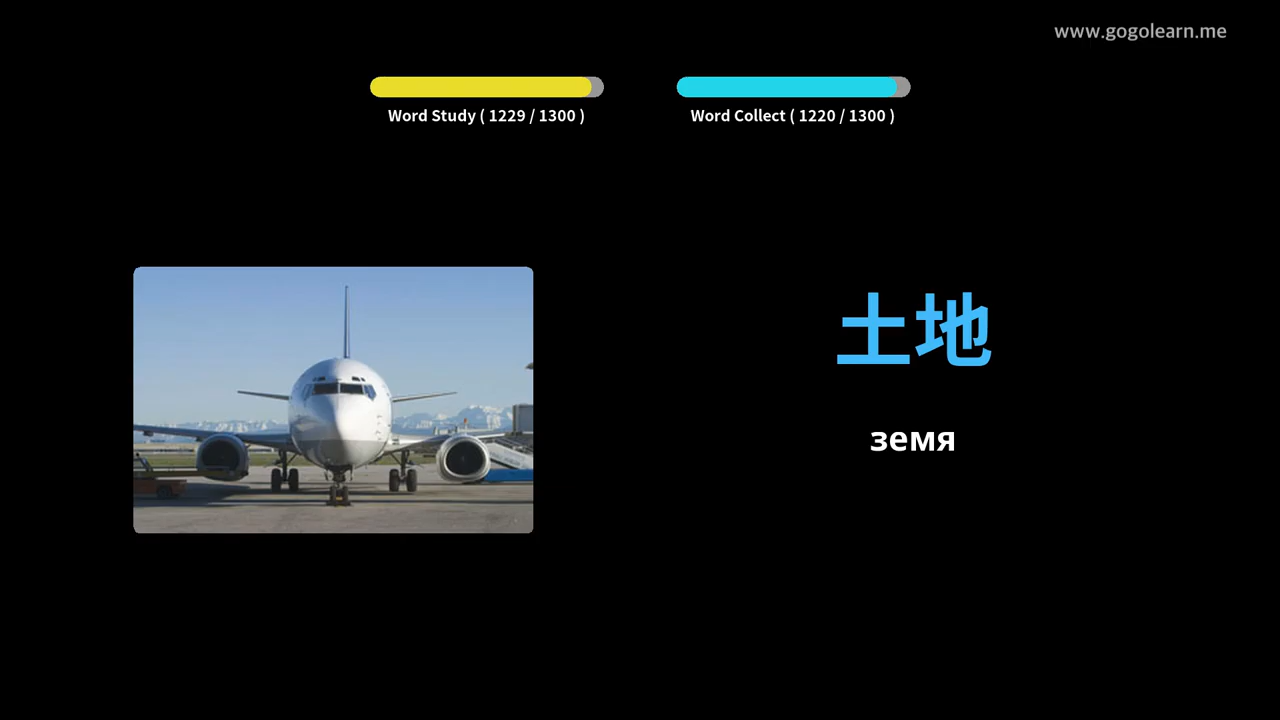 www.gogolearn.me
Word Study ( 1229 / 1300 )
Word Collect ( 1220 / 1300 )
土地
земя